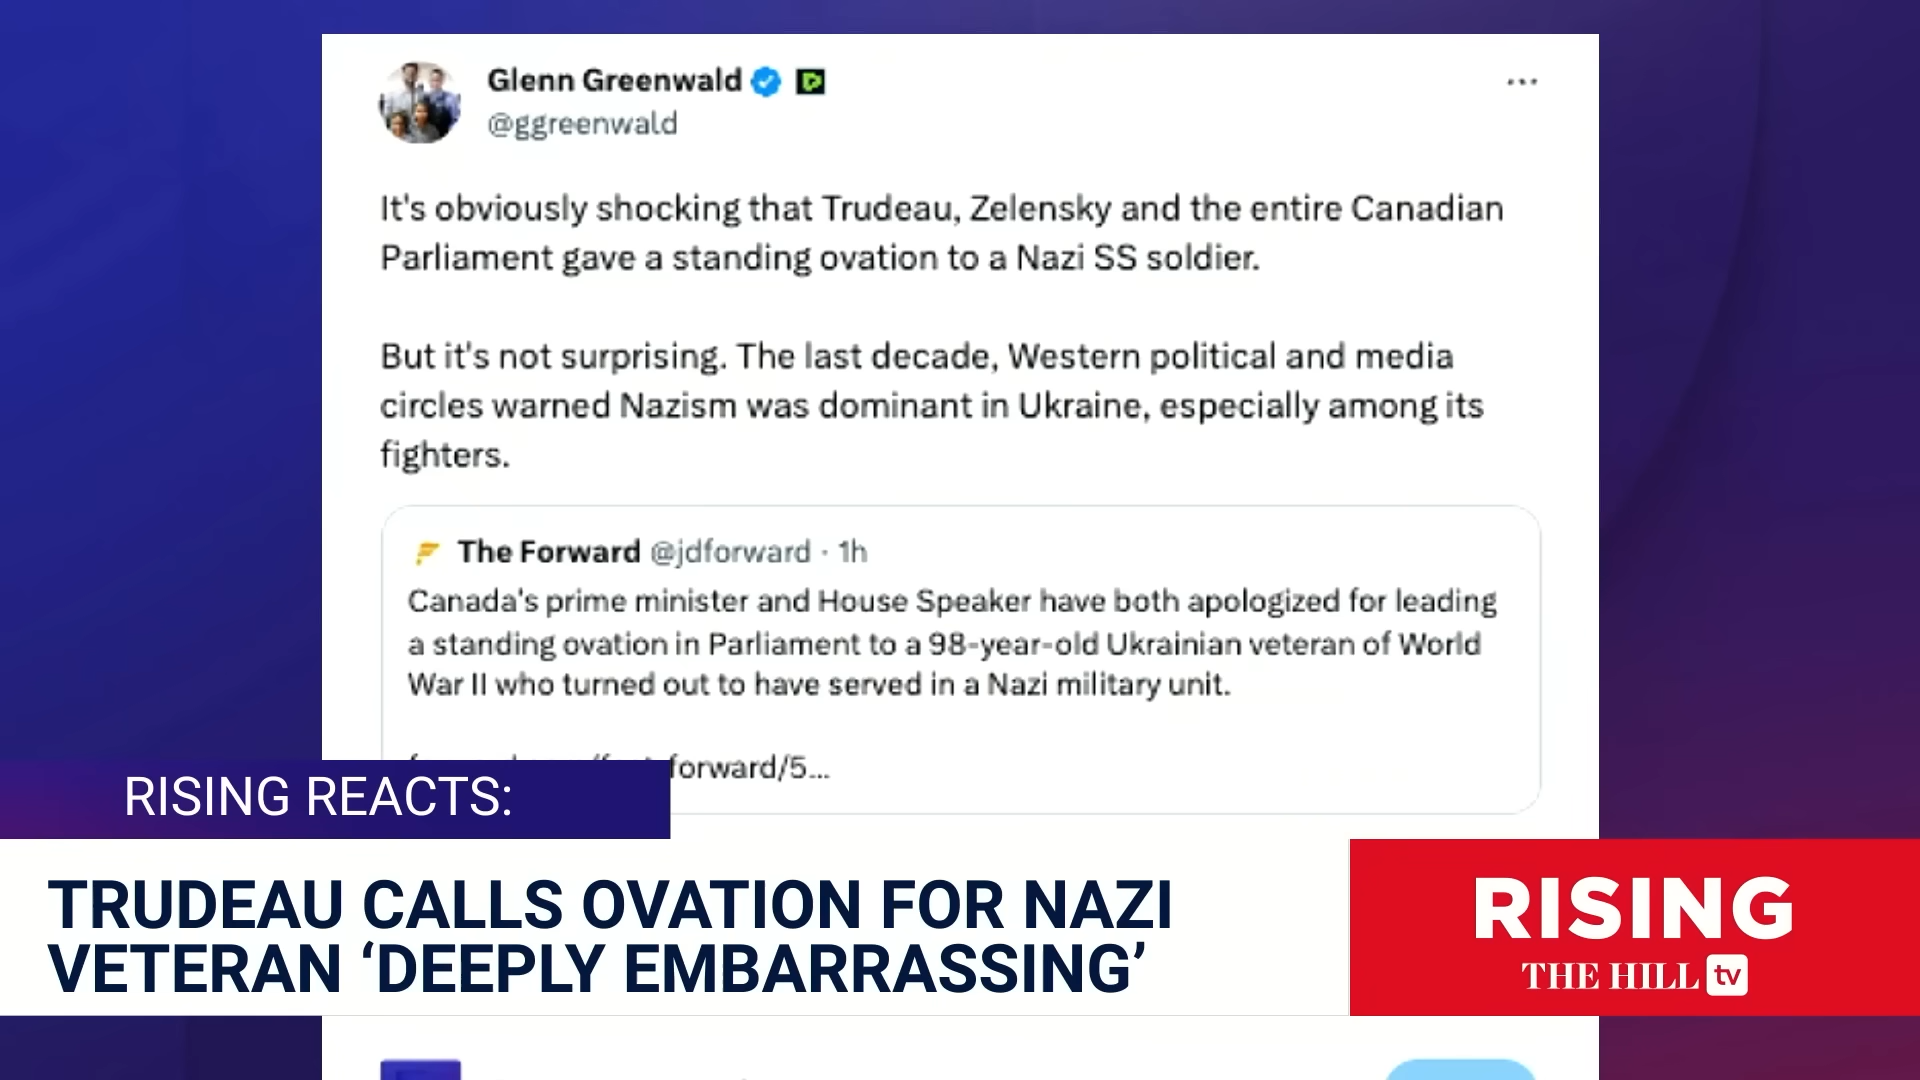 Glenn Greenwald
@ggreenwald
It's obviously shocking that Trudeau, Zelensky and the entire Canadian
Parliament gave a standing ovation to a Nazi SS soldier.
But it's not surprising. The last decade, Western political and media
circles warned Nazism was dominant in Ukraine, especially among its
fighters.
The Forward @jdforward · 1h
Canada's prime minister and House Speaker have both apologized for leading
a standing ovation in Parliament to a 98-year-old Ukrainian veteran of World
War II who turned out to have served in a Nazi military unit.
forward/5...
RISING REACTS:
TRUDEAU CALLS OVATION FOR NAZI
VETERAN ‘DEEPLY EMBARRASSING’
RISING
THE HILL tv